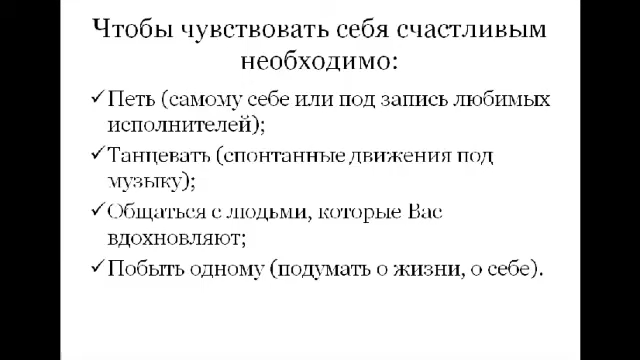 Чтобы чувствовать себя счастливым
необходимо:
✓Петь (самому себе или под запись любимых
исполнителей);
✓Танцевать (спонтанные движения под
музыку);
✓Общаться с людьми, которые Вас
вдохновляют;
✓Побыть одному (подумать о жизни, о себе).